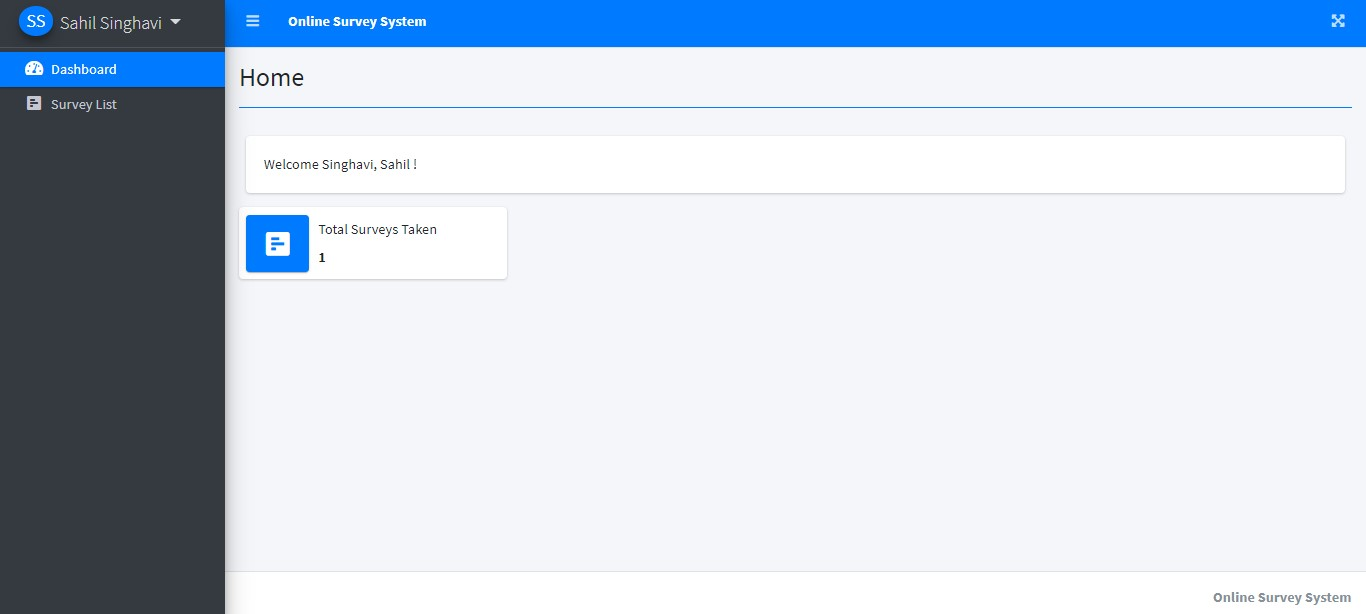 SS Sahil Singhavi
Online Survey System
Dashboard
Survey List
Home
Welcome Singhavi, Sahil !
Total Surveys Taken
1
Online Survey System